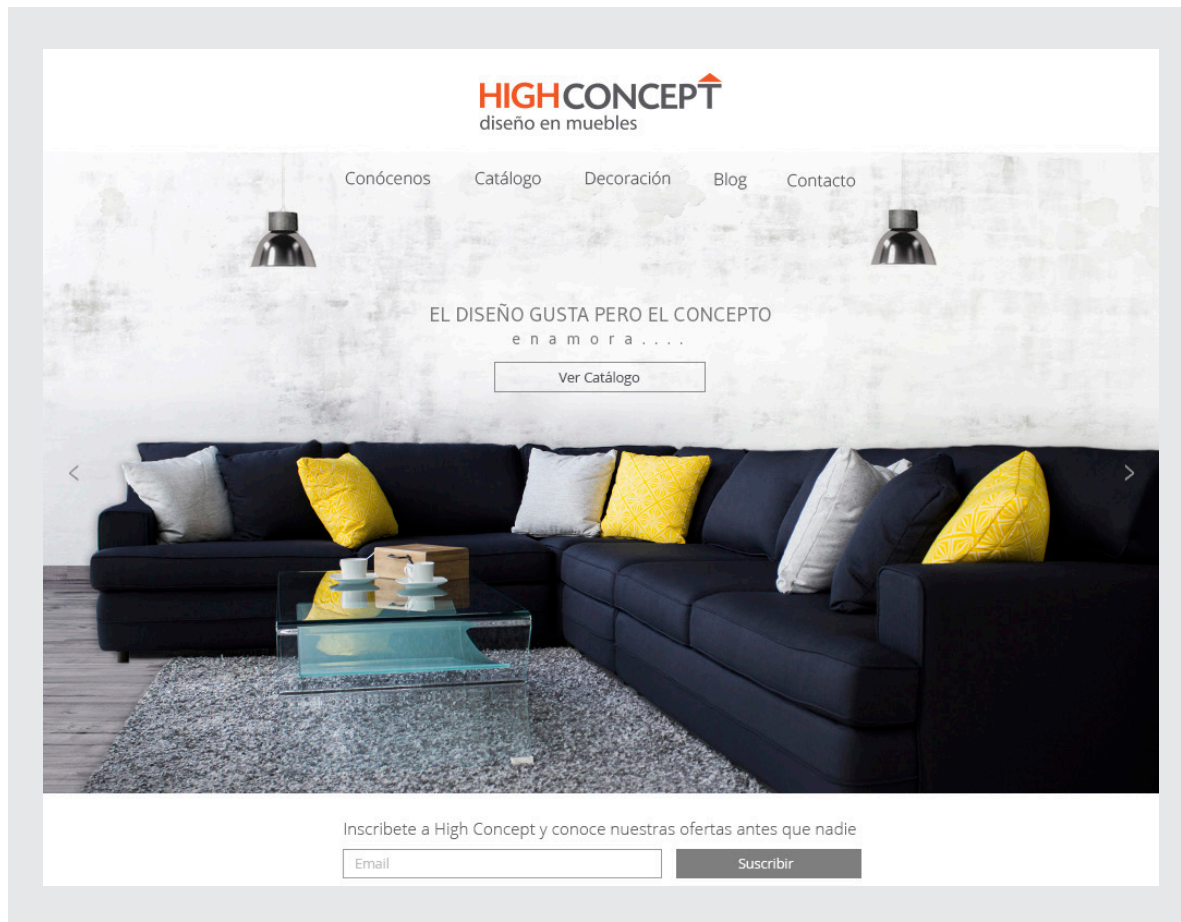 HIGHCONCEPT
diseño en muebles
Conócenos Catálogo Decoración Blog Contacto
EL DISEÑO GUSTA PERO EL CONCEPTO
enamora....
Ver Catálogo
<
>
Inscribete a High Concept y conoce nuestras ofertas antes que nadie
Email Suscribir